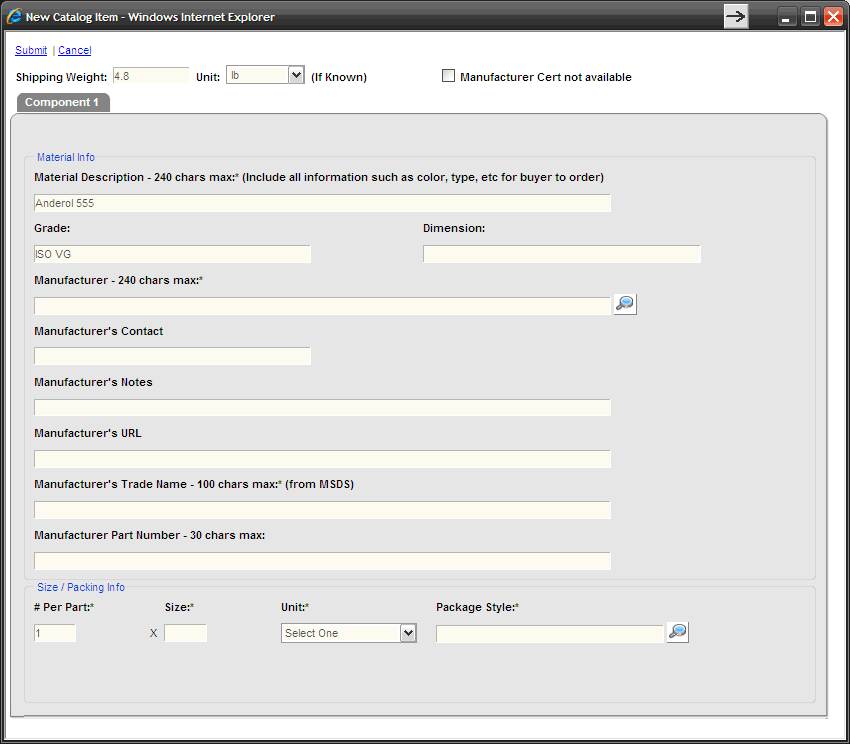 New Catalog Item - Windows Internet Explorer
Submit | Cancel
Shipping Weight: 4.8 Unit: lb (If Known) Manufacturer Cert not available
Component 1
Material Info
Material Description - 240 chars max:* (Include all information such as color, type, etc for buyer to order)
Anderol 555
Grade: Dimension:
ISO VG
Manufacturer - 240 chars max:*
Manufacturer's Contact
Manufacturer's Notes
Manufacturer's URL
Manufacturer's Trade Name - 100 chars max:* (from MSDS)
Manufacturer Part Number - 30 chars max:
Size / Packing Info
# Per Part:* Size:* Unit:* Package Style:*
1 X Select One